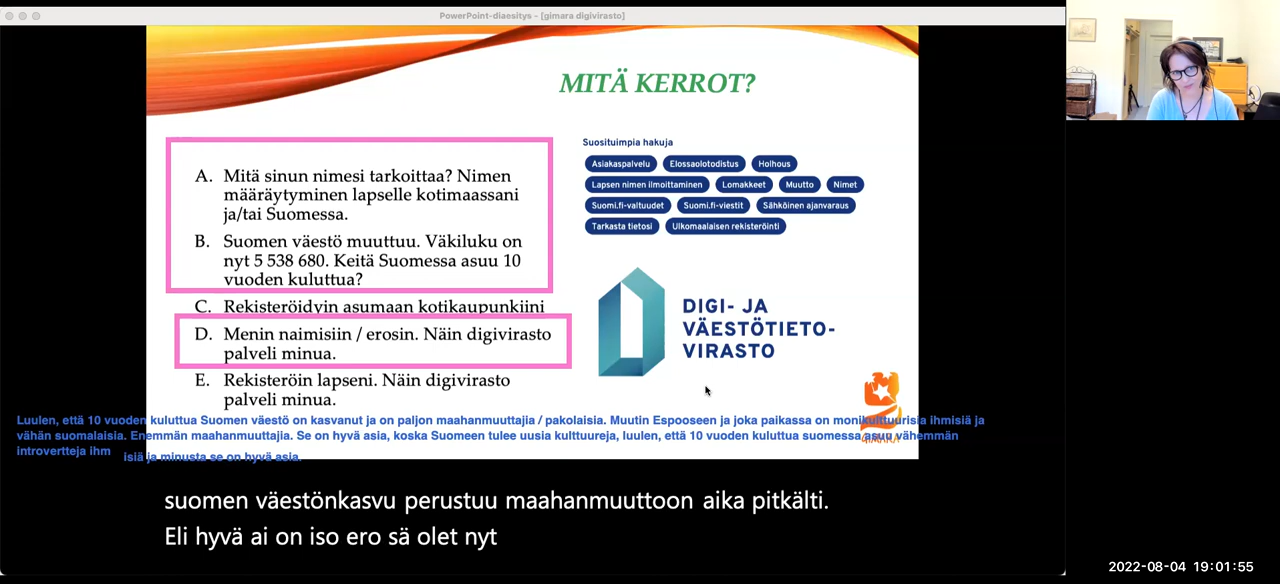 PowerPoint-diaesitys - [gimara digivirasto]
MITÄ KERROT?
A. Mitä sinun nimesi tarkoittaa? Nimen
määräytyminen lapselle kotimaassani
ja/tai Suomessa.
B. Suomen väestö muuttuu. Väkiluku on
nyt 5 538 680. Keitä Suomessa asuu 10
vuoden kuluttua?
C. Rekisteröidyin asumaan kotikaupunkiini
D. Menin naimisiin / erosin. Näin digivirasto
palveli minua.
E. Rekisteröin lapseni. Näin digivirasto
palveli minua.
Suosituimpia hakuja
Asiakaspalvelu Elossaolotodistus Holhous
Lapsen nimen ilmoittaminen Lomakkeet Muutto Nimet
Suomi.fi-valtuudet Suomi.fi-viestit Sähköinen ajanvaraus
Tarkasta tietosi Ulkomaalaisen rekisteröinti
DIGI- JA
VÄESTÖTIETO-
VIRASTO
Luulen, että 10 vuoden kuluttua Suomen väestö on kasvanut ja on paljon maahanmuuttajia / pakolaisia. Muutin Espooseen ja joka paikassa on monikulttuurisia ihmisiä ja
vähän suomalaisia. Enemmän maahanmuuttajia. Se on hyvä asia, koska Suomeen tulee uusia kulttuureja, luulen, että 10 vuoden kuluttua suomessa asuu vähemmän
introvertteja ihm
isiä ja minusta se on hyvä asia.
suomen väestönkasvu perustuu maahanmuuttoon aika pitkälti.
Eli hyvä ai on iso ero sä olet nyt
2022-08-04 19:01:55